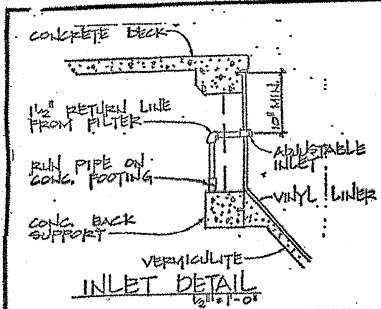 CONCRETE DECK
1½" RETURN LINE
FROM FILTER
10" MIN.
ADJUSTABLE
INLET
RUN PIPE ON
CONC. FOOTING
VINYL LINER
CONC. BACK
SUPPORT
VERMICULITE
INLET DETAIL
½" = 1'-0"